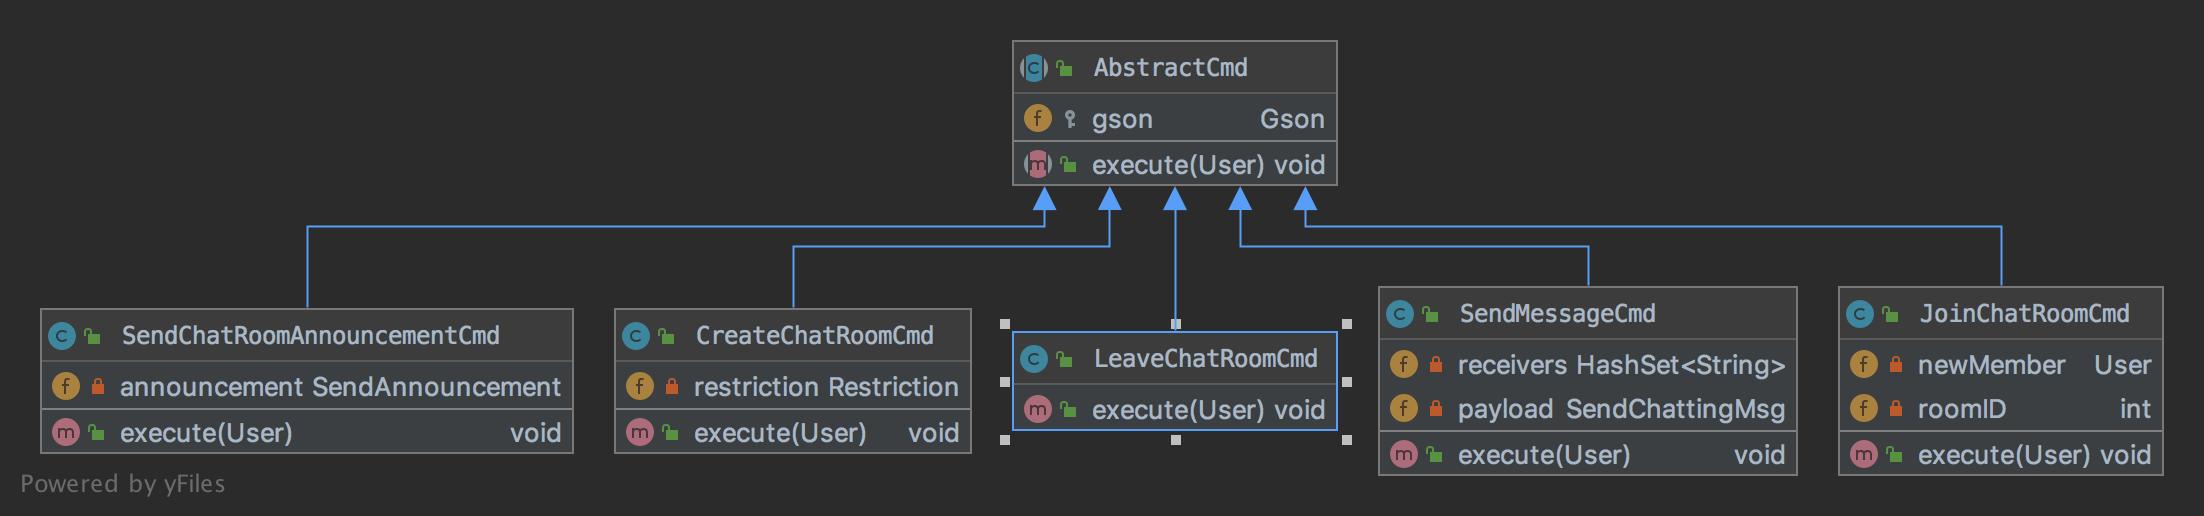 AbstractCmd
gson Gson
execute(User) void
SendChatRoomAnnouncementCmd
announcement SendAnnouncement
execute(User) void
CreateChatRoomCmd
restriction Restriction
execute(User) void
LeaveChatRoomCmd
execute(User) void
SendMessageCmd
receivers HashSet<String>
payload SendChattingMsg
execute(User) void
JoinChatRoomCmd
newMember User
roomID int
execute(User) void
Powered by yFiles